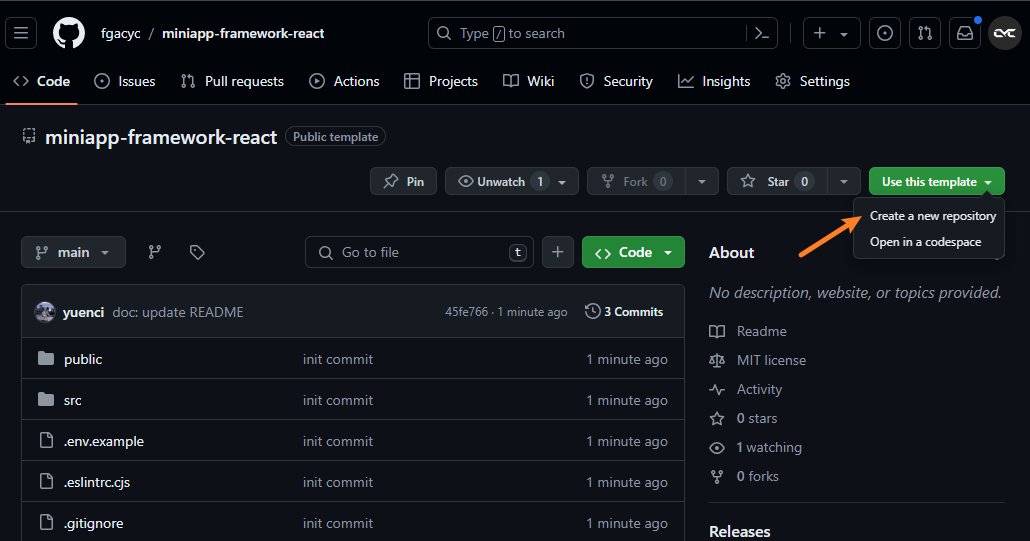 fgacyc / miniapp-framework-react
Type / to search
Code Issues Pull requests Actions Projects Wiki Security Insights Settings
miniapp-framework-react Public template
Pin Unwatch 1 Fork 0 Star 0 Use this template
Create a new repository
Open in a codespace
main Go to file t Code
About
No description, website, or topics provided.
yuenci doc: update README 45fe766 · 1 minute ago 3 Commits
public init commit 1 minute ago
src init commit 1 minute ago
.env.example init commit 1 minute ago
.eslintrc.cjs init commit 1 minute ago
.gitignore init commit 1 minute ago
Readme
MIT license
Activity
0 stars
1 watching
0 forks
Releases